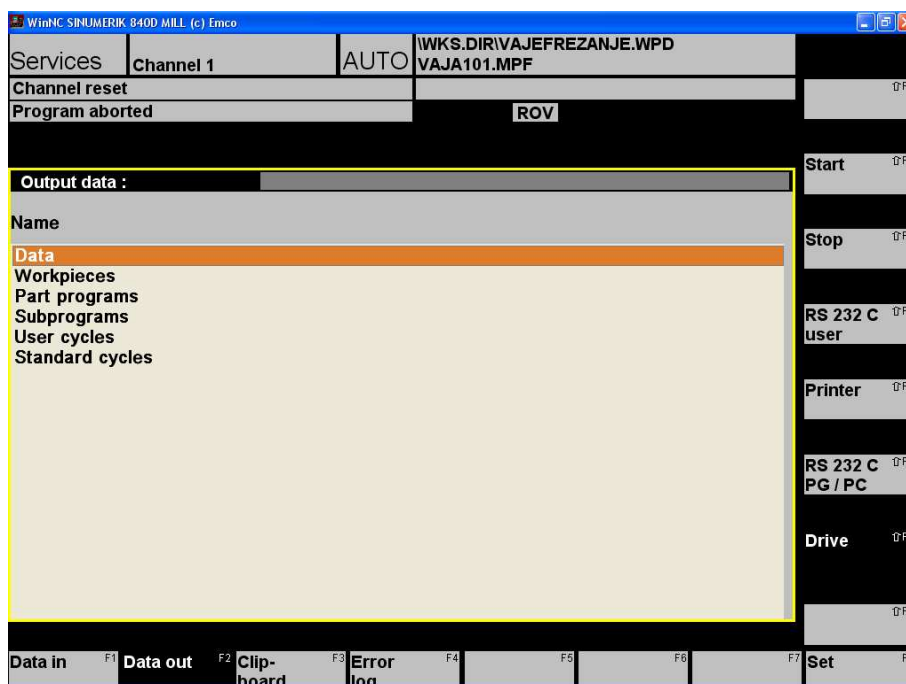 WinNC SINUMERIK 840D MILL (c) Emco
Services
Channel 1
AUTO
\WKS.DIR\VAJEFREZANJE.WPD
VAJA101.MPF
Channel reset
Program aborted
ROV
Output data :
Name
Data
Workpieces
Part programs
Subprograms
User cycles
Standard cycles
Start
Stop
RS 232 C
user
Printer
RS 232 C
PG / PC
Drive
Data in
F1
Data out
F2
Clip-
board
F3
Error
log
F4
F5
F6
F7
Set